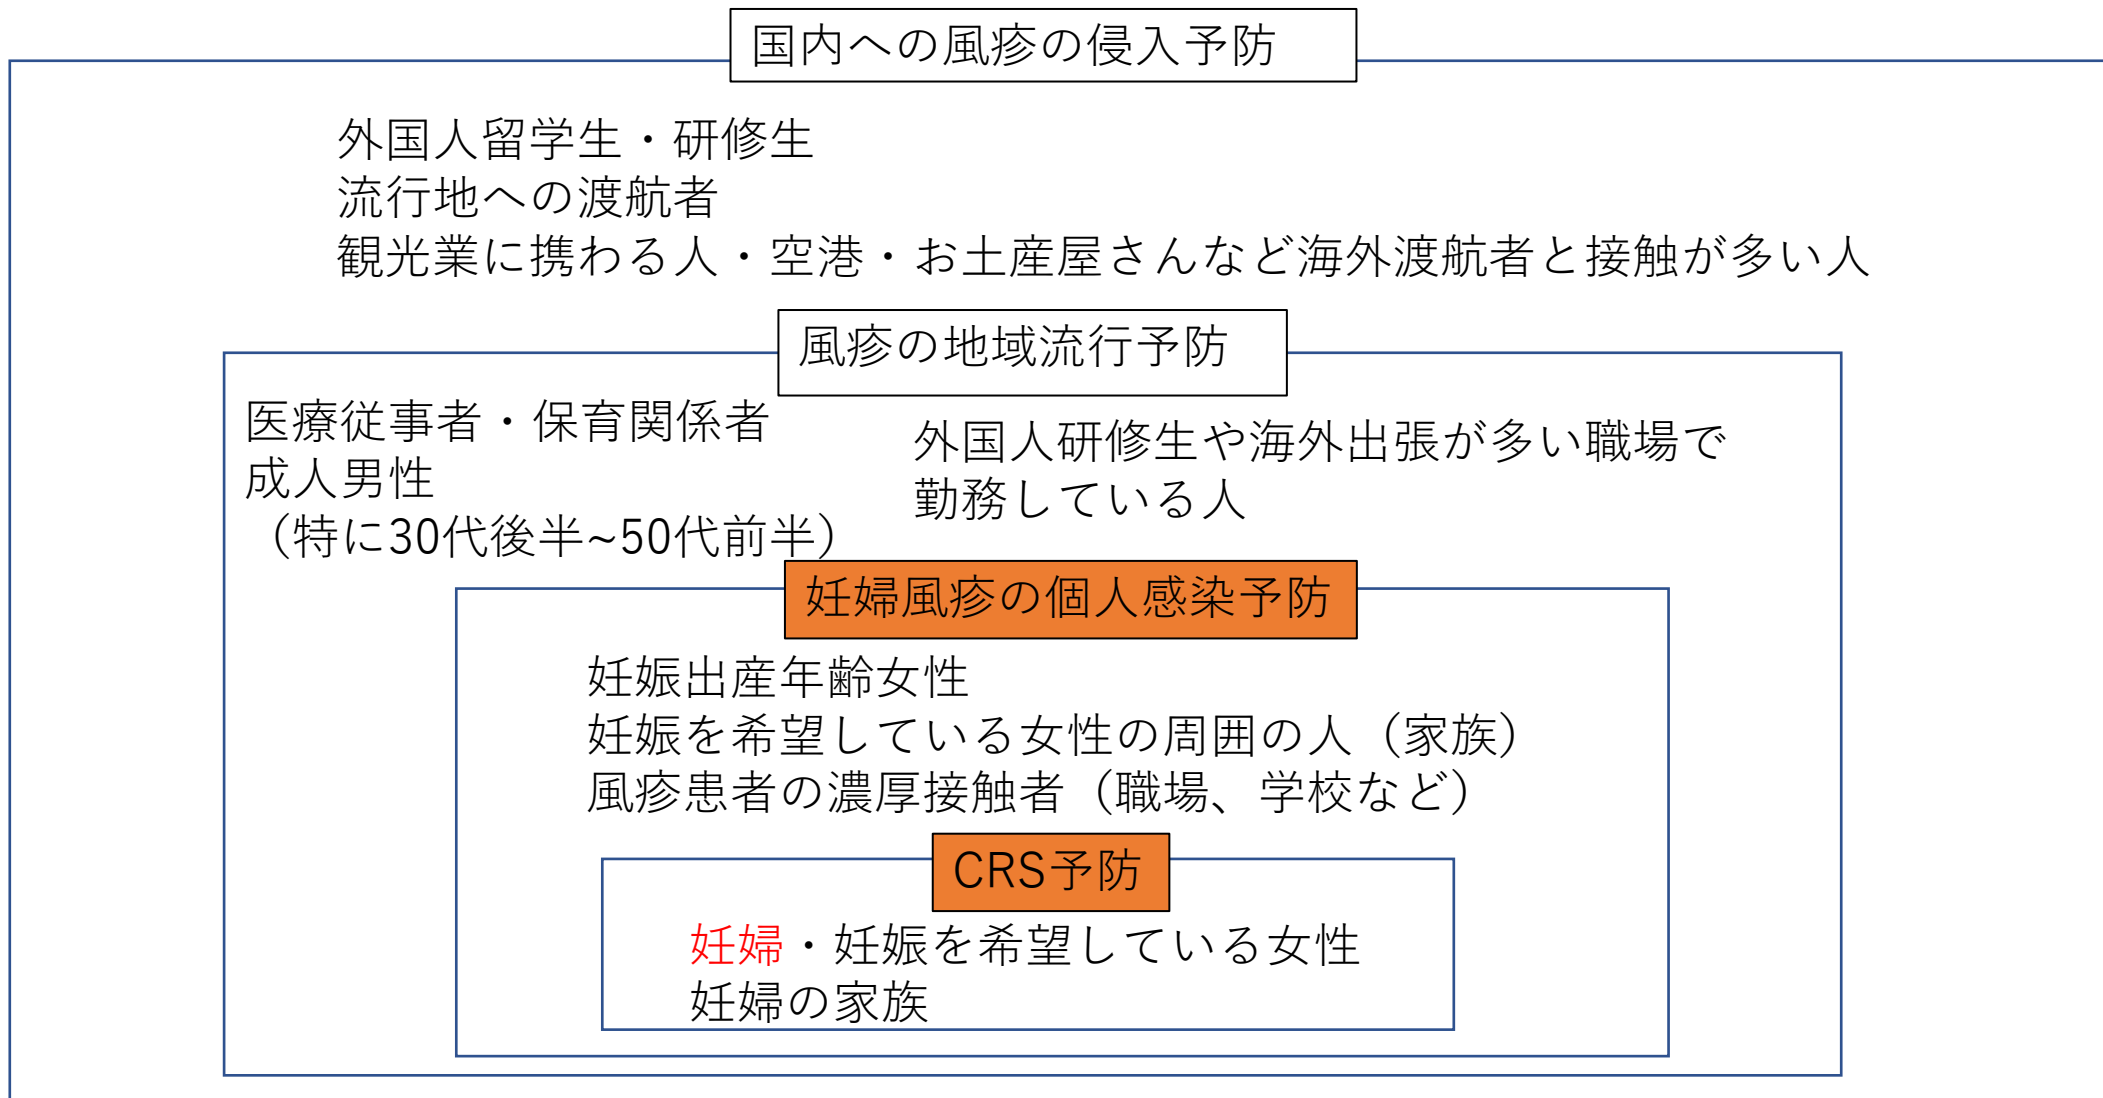 国内への風疹の侵入予防
外国人留学生・研修生
流行地への渡航者
観光業に携わる人・空港・お土産屋さんなど海外渡航者と接触が多い人
風疹の地域流行予防
医療従事者・保育関係者
成人男性
（特に30代後半~50代前半）
外国人研修生や海外出張が多い職場で
勤務している人
妊婦風疹の個人感染予防
妊娠出産年齢女性
妊娠を希望している女性の周囲の人（家族）
風疹患者の濃厚接触者（職場、学校など）
CRS予防
妊婦・妊娠を希望している女性
妊婦の家族